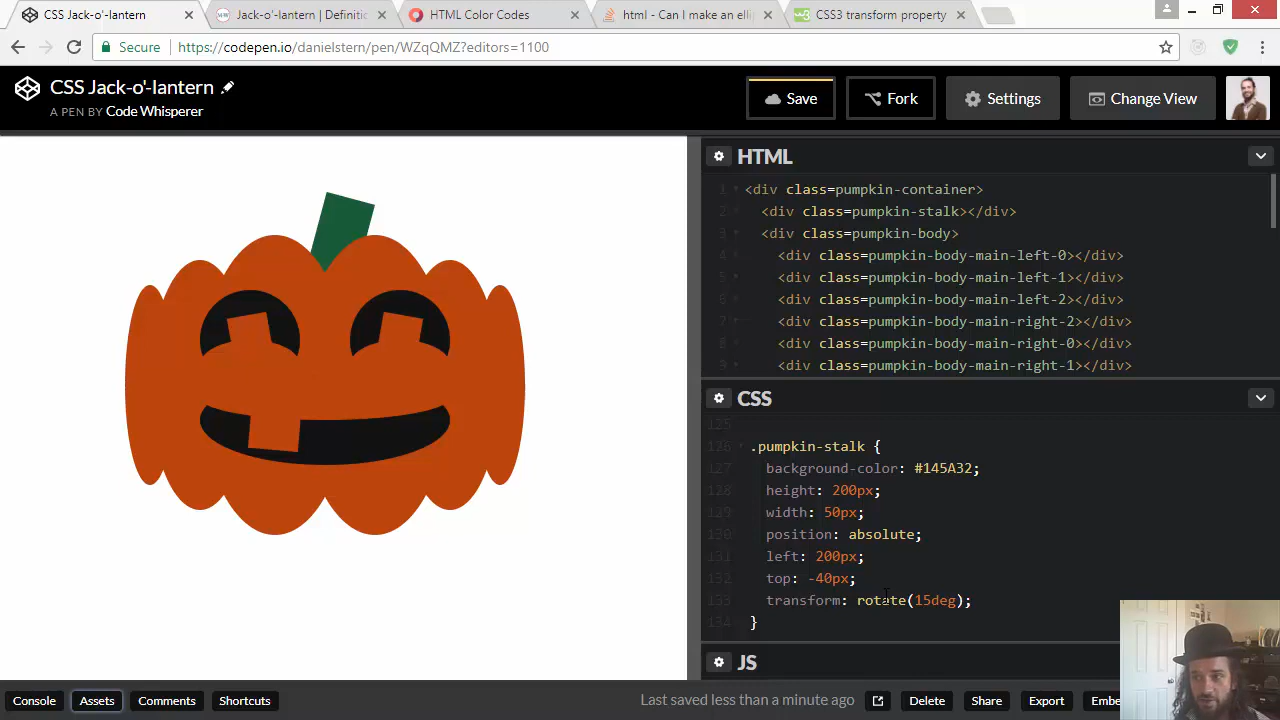 CSS Jack-o'-lantern
Jack-o'-lantern | Definiti
HTML Color Codes
html - Can I make an elli
CSS3 transform property
Secure
https://codepen.io/danielstern/pen/WZqQMZ?editors=1100
CSS Jack-o'-lantern
A PEN BY Code Whisperer
Save
Fork
Settings
Change View
HTML
1 <div class=pumpkin-container>
2 <div class=pumpkin-stalk></div>
3 <div class=pumpkin-body>
4 <div class=pumpkin-body-main-left-0></div>
5 <div class=pumpkin-body-main-left-1></div>
6 <div class=pumpkin-body-main-left-2></div>
7 <div class=pumpkin-body-main-right-2></div>
8 <div class=pumpkin-body-main-right-0></div>
9 <div class=pumpkin-body-main-right-1></div>
CSS
125
126 .pumpkin-stalk {
127 background-color: #145A32;
128 height: 200px;
129 width: 50px;
130 position: absolute;
131 left: 200px;
132 top: -40px;
133 transform: rotate(15deg);
134 }
JS
Console
Assets
Comments
Shortcuts
Last saved less than a minute ago
Delete
Share
Export
Embe